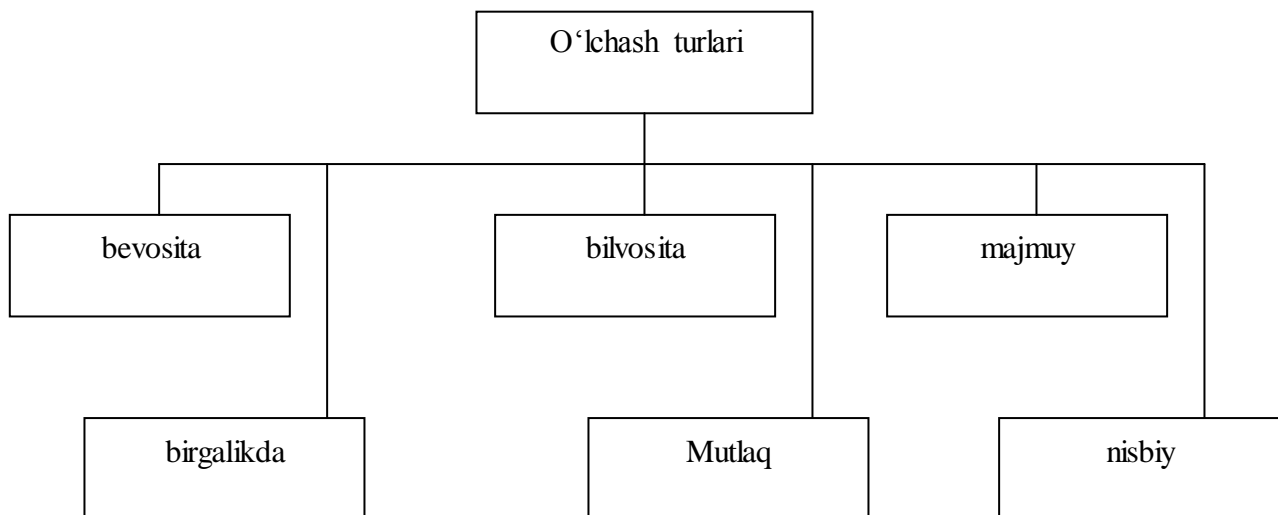 O‘lchash turlari
bevosita
bilvosita
majmuy
birgalikda
Mutlaq
nisbiy